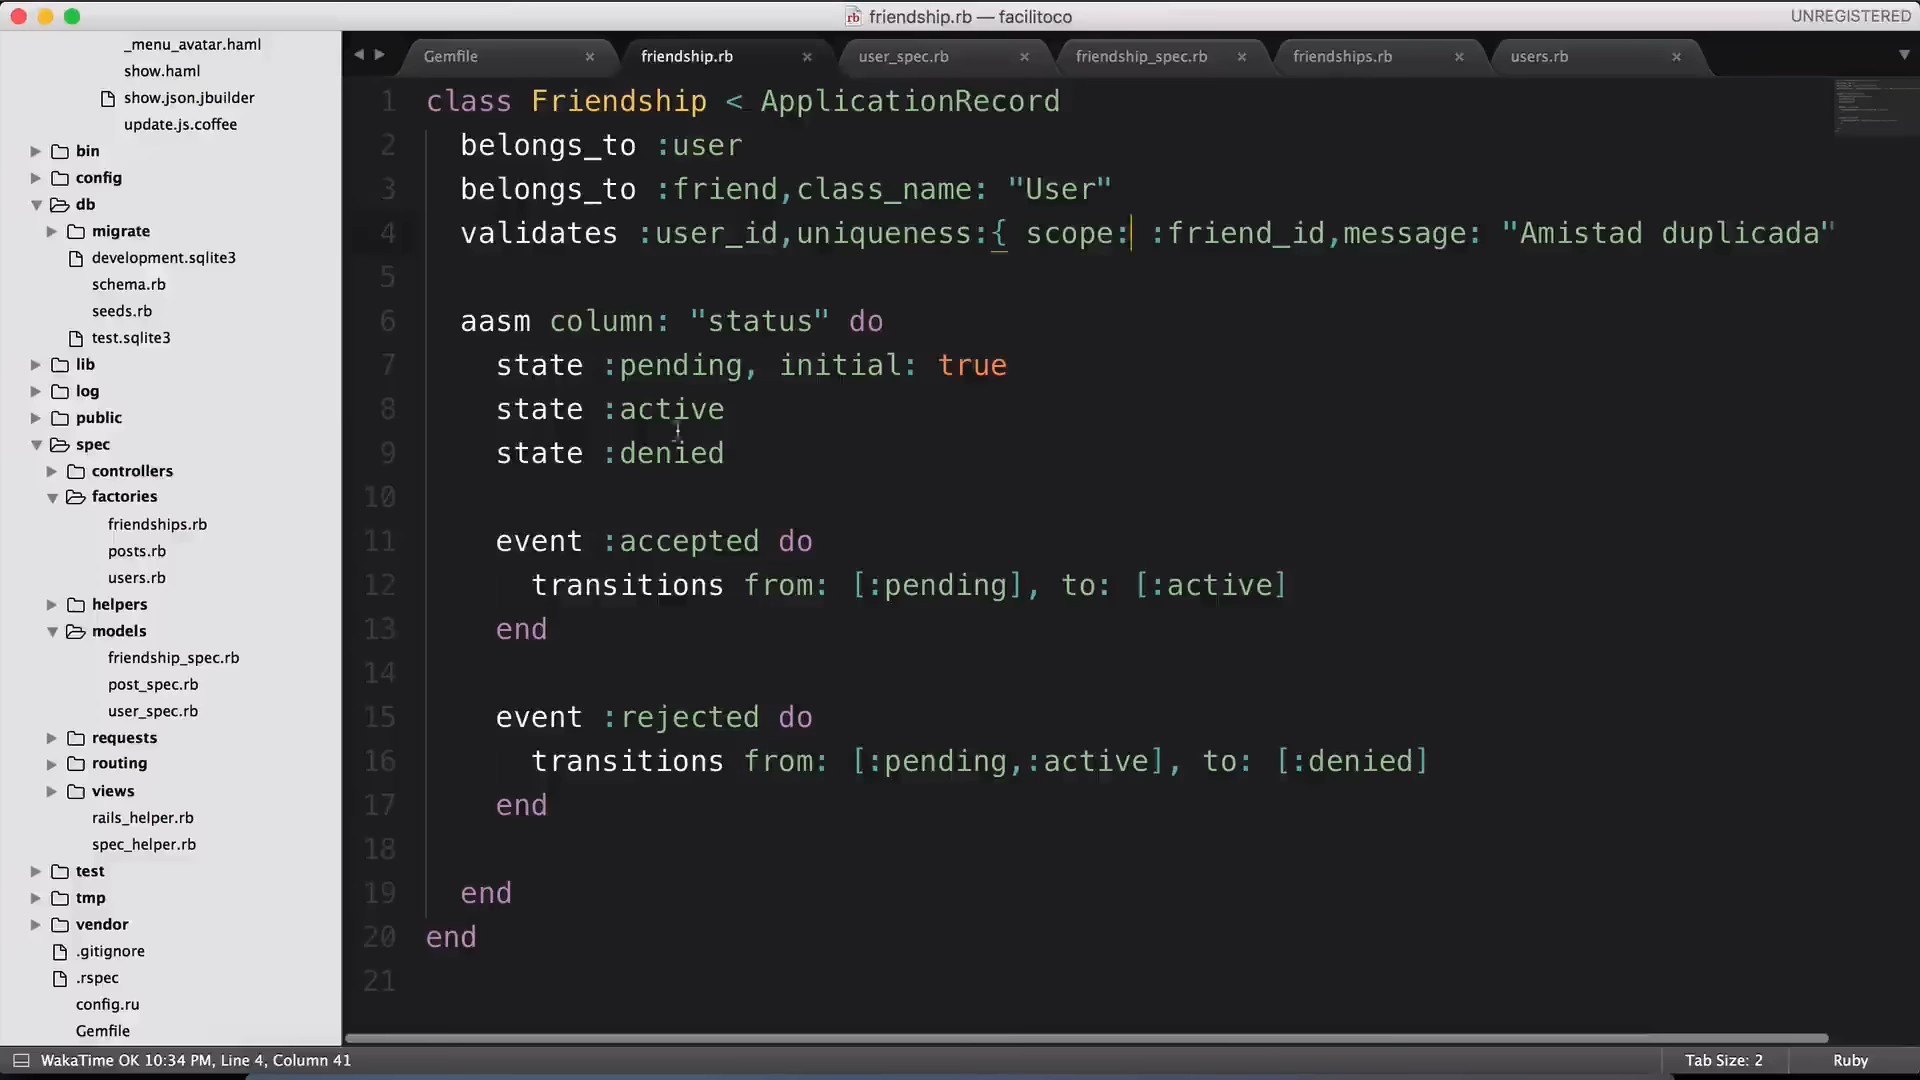 friendship.rb — facilitoco
UNREGISTERED
_menu_avatar.haml
show.haml
show.json.jbuilder
update.js.coffee
bin
config
db
migrate
development.sqlite3
schema.rb
seeds.rb
test.sqlite3
lib
log
public
spec
controllers
factories
friendships.rb
posts.rb
users.rb
helpers
models
friendship_spec.rb
post_spec.rb
user_spec.rb
requests
routing
views
rails_helper.rb
spec_helper.rb
test
tmp
vendor
.gitignore
.rspec
config.ru
Gemfile
Gemfile × friendship.rb × user_spec.rb × friendship_spec.rb × friendships.rb × users.rb ×
1 class Friendship < ApplicationRecord
2 belongs_to :user
3 belongs_to :friend,class_name: "User"
4 validates :user_id,uniqueness:{ scope: :friend_id,message: "Amistad duplicada"
5
6 aasm column: "status" do
7 state :pending, initial: true
8 state :active
9 state :denied
10
11 event :accepted do
12 transitions from: [:pending], to: [:active]
13 end
14
15 event :rejected do
16 transitions from: [:pending,:active], to: [:denied]
17 end
18
19 end
20 end
21
WakaTime OK 10:34 PM, Line 4, Column 41
Tab Size: 2
Ruby